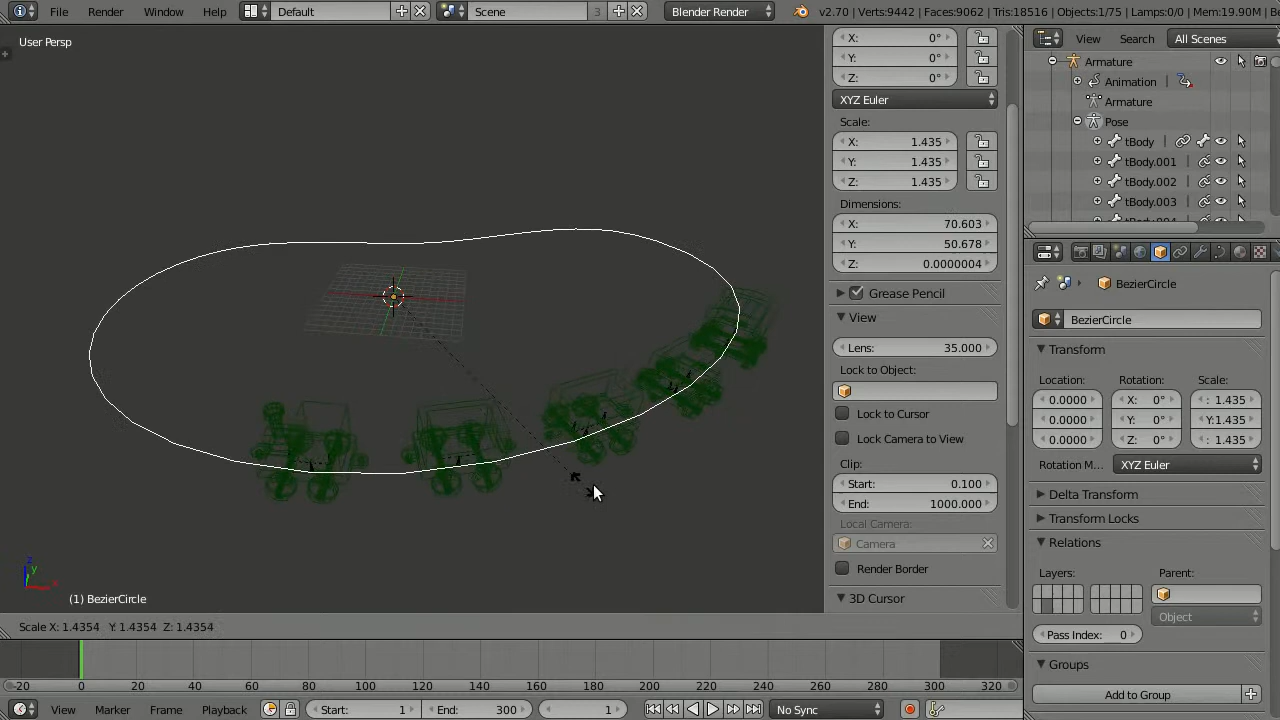 File Render Window Help Default Scene 3 Blender Render v2.70 | Verts:9442 | Faces:9062 | Tris:18516 | Objects:1/75 | Lamps:0/0 | Mem:19.90M
User Persp
X: 0°
Y: 0°
Z: 0°
XYZ Euler
Scale:
X: 1.435
Y: 1.435
Z: 1.435
Dimensions:
X: 70.603
Y: 50.678
Z: 0.0000004
Grease Pencil
View
Lens: 35.000
Lock to Object:
Lock to Cursor
Lock Camera to View
Clip:
Start: 0.100
End: 1000.000
Local Camera:
Camera
Render Border
3D Cursor
View Search All Scenes
Armature
Animation
Armature
Pose
tBody
tBody.001
tBody.002
tBody.003
BezierCircle
BezierCircle
Transform
Location: Rotation: Scale:
0.0000 X: 0° : 1.435
0.0000 Y: 0° Y:1.435
0.0000 Z: 0° : 1.435
Rotation M... XYZ Euler
Delta Transform
Transform Locks
Relations
Layers: Parent:
Object
Pass Index: 0
Groups
Add to Group
z
y
x
(1) BezierCircle
Scale X: 1.4354 Y: 1.4354 Z: 1.4354
-20 0 20 40 60 80 100 120 140 160 180 200 220 240 260 280 300 320
View Marker Frame Playback Start: 1 End: 300 1 No Sync